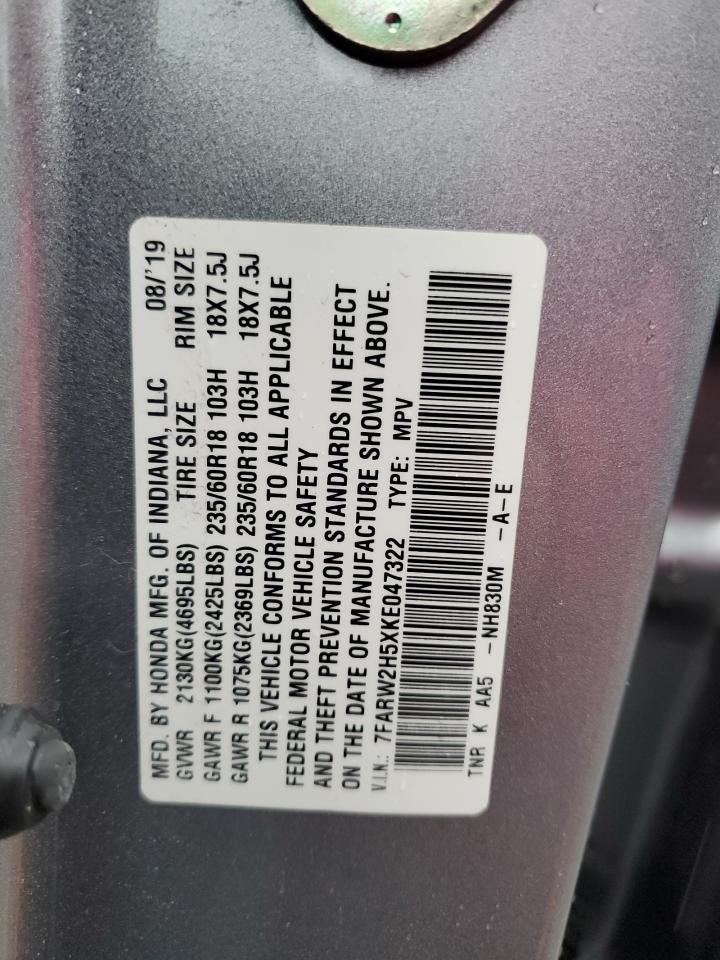 MFD. BY HONDA MFG. OF INDIANA, LLC 08/'19
GVWR 2130KG(4695LBS) TIRE SIZE RIM SIZE
GAWR F 1100KG(2425LBS) 235/60R18 103H 18X7.5J
GAWR R 1075KG(2369LBS) 235/60R18 103H 18X7.5J
THIS VEHICLE CONFORMS TO ALL APPLICABLE
FEDERAL MOTOR VEHICLE SAFETY
AND THEFT PREVENTION STANDARDS IN EFFECT
ON THE DATE OF MANUFACTURE SHOWN ABOVE.
V.I.N.: 7FARW2H5XKE047322 TYPE: MPV
TNR K AA5 -NH830M -A-E